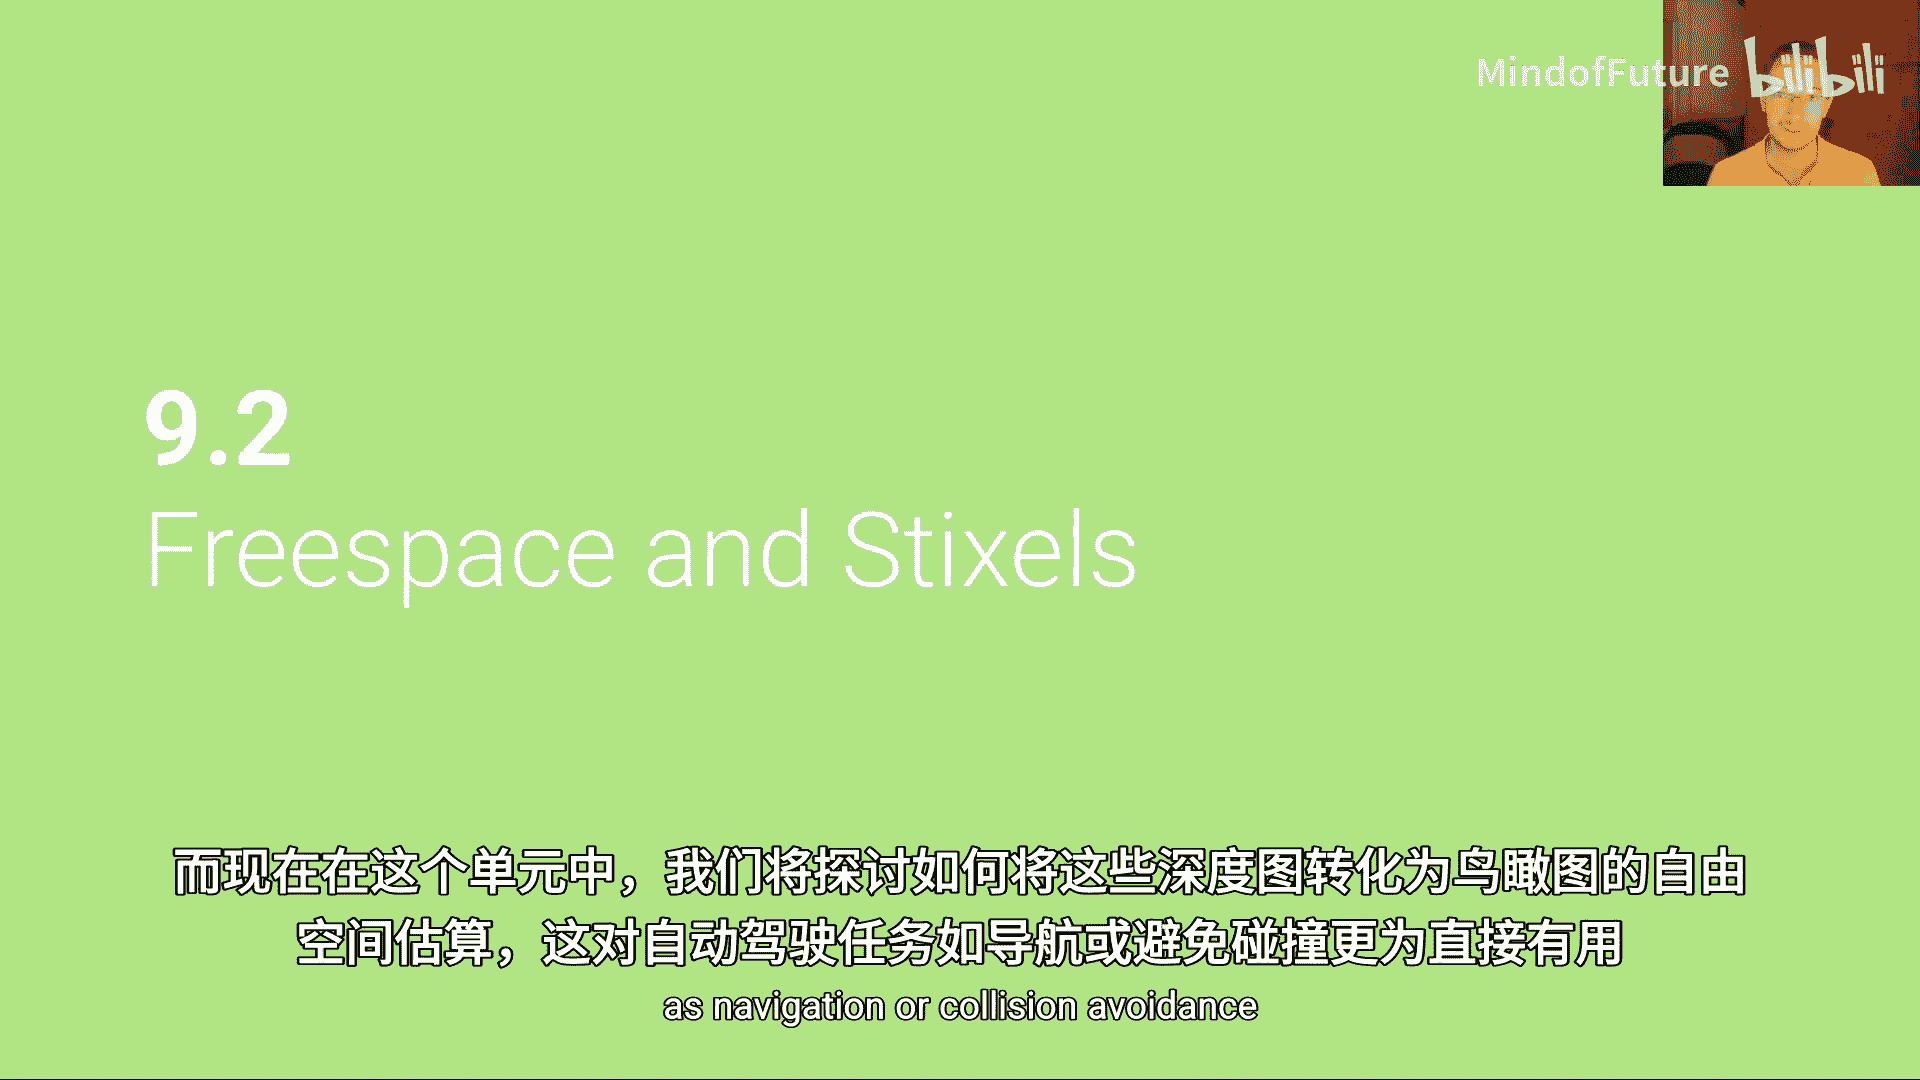 MindofFuture bilibili
9.2
Freespace and Stixels
而现在在这个单元中，我们将探讨如何将这些深度图转化为鸟瞰图的自由
空间估算，这对自动驾驶任务如导航或避免碰撞更为直接有用
as navigation or collision avoidance